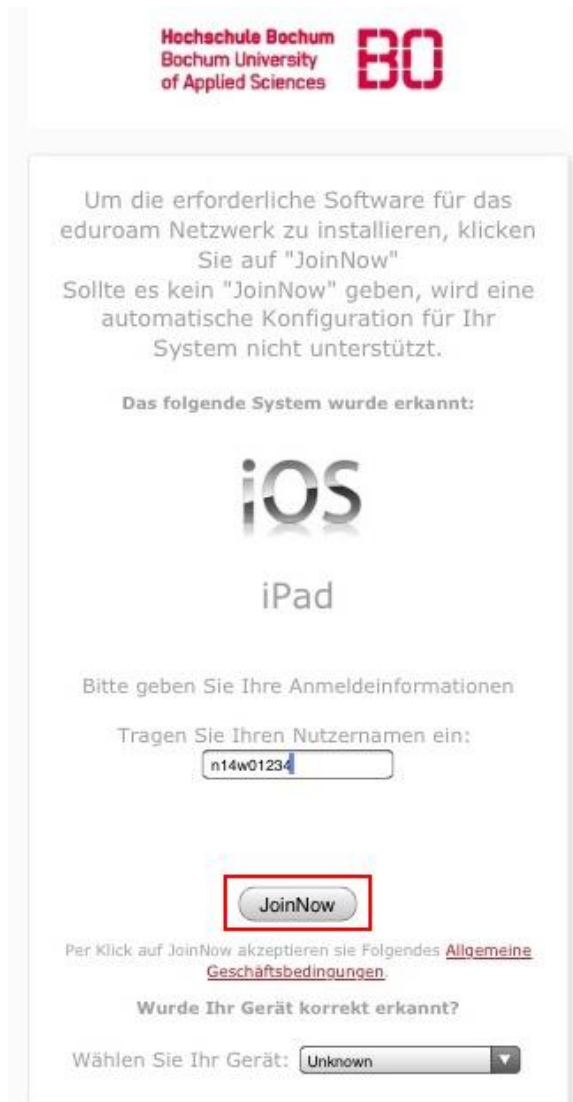 Hochschule Bochum
Bochum University
of Applied Sciences
BO
Um die erforderliche Software für das
eduroam Netzwerk zu installieren, klicken
Sie auf "JoinNow"
Sollte es kein "JoinNow" geben, wird eine
automatische Konfiguration für Ihr
System nicht unterstützt.
Das folgende System wurde erkannt:
iOS
iPad
Bitte geben Sie Ihre Anmeldeinformationen
Tragen Sie Ihren Nutzernamen ein:
n14w01234
JoinNow
Per Klick auf JoinNow akzeptieren sie Folgendes Allgemeine
Geschäftsbedingungen.
Wurde Ihr Gerät korrekt erkannt?
Wählen Sie Ihr Gerät: Unknown